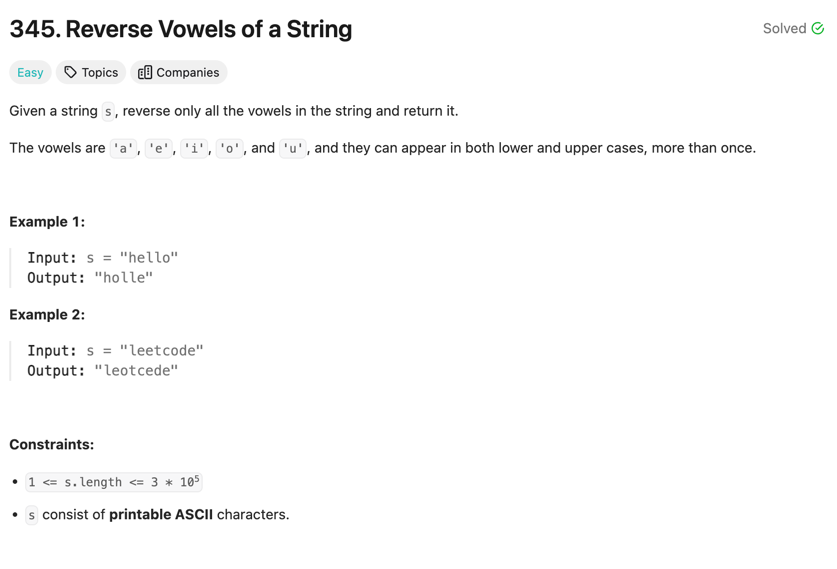 345. Reverse Vowels of a String
Solved
Easy Topics Companies
Given a string s, reverse only all the vowels in the string and return it.
The vowels are 'a', 'e', 'i', 'o', and 'u', and they can appear in both lower and upper cases, more than once.
Example 1:
Input: s = "hello"
Output: "holle"
Example 2:
Input: s = "leetcode"
Output: "leotcede"
Constraints:
• 1 <= s.length <= 3 * 10⁵
• s consist of printable ASCII characters.